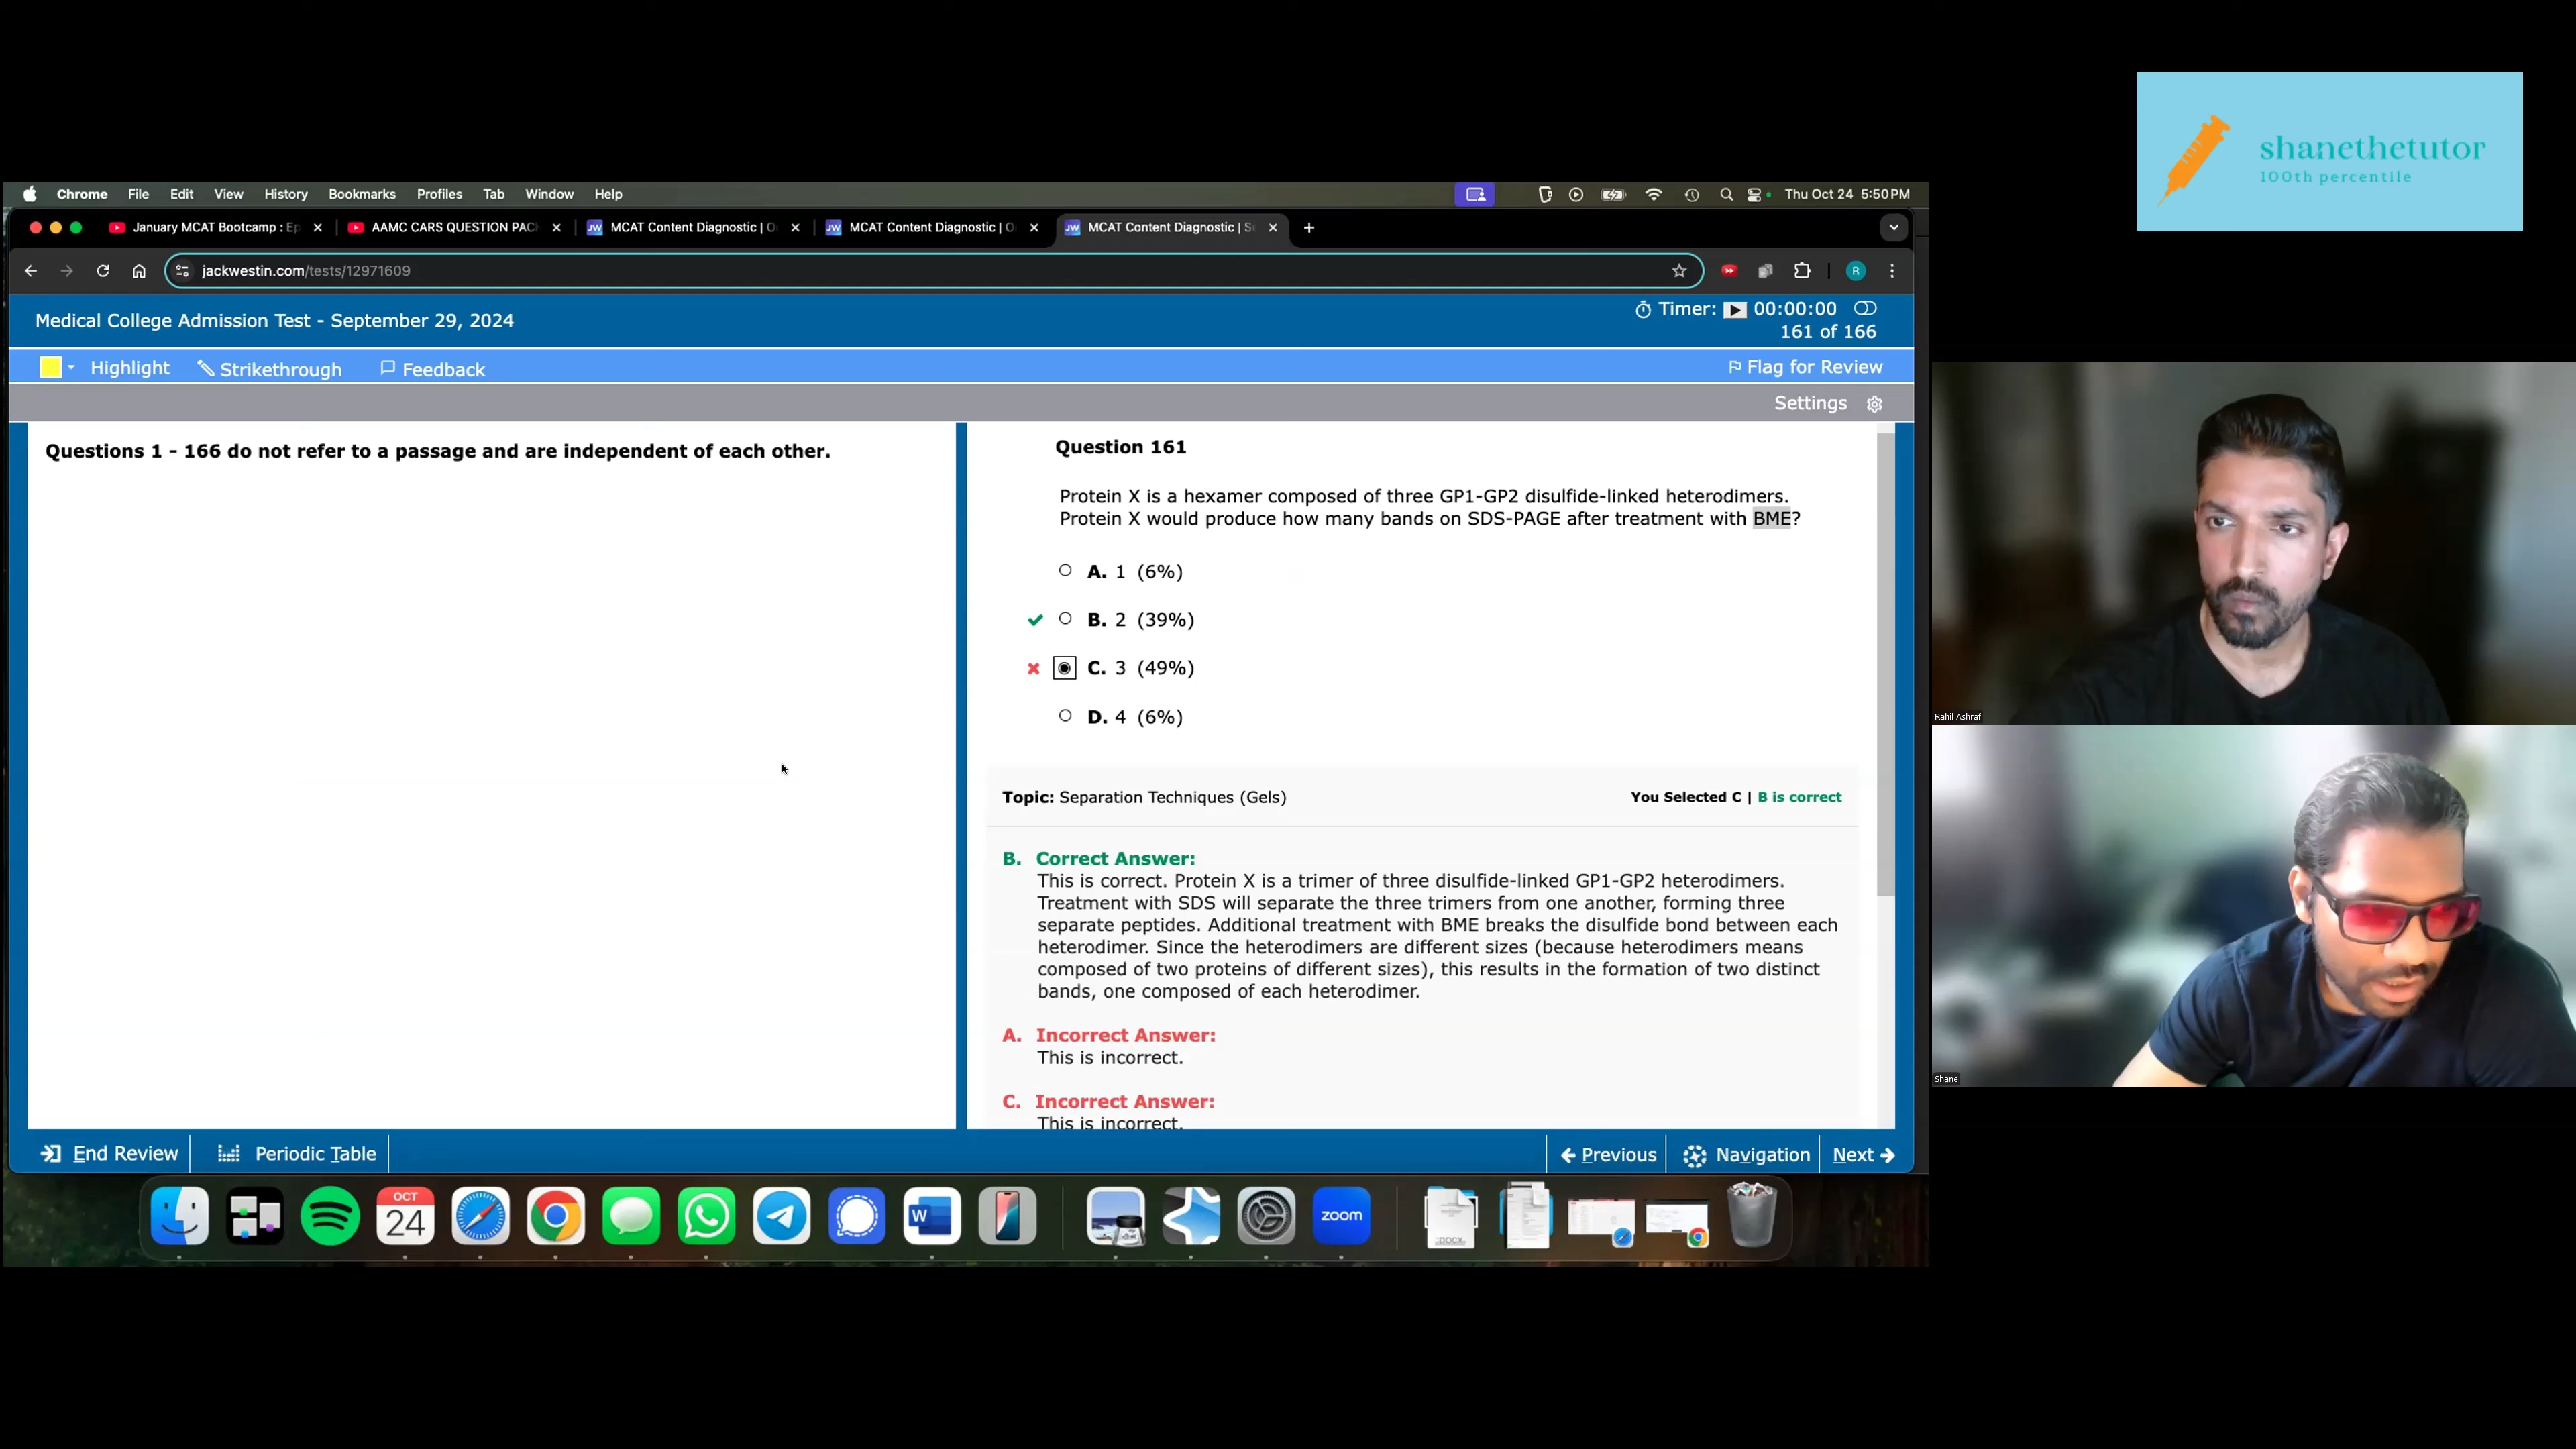 shanethetutor
100th percentile
Chrome File Edit View History Bookmarks Profiles Tab Window Help
Thu Oct 24 5:50 PM
January MCAT Bootcamp : Ep
AAMC CARS QUESTION PAC
MCAT Content Diagnostic | O
MCAT Content Diagnostic | O
MCAT Content Diagnostic | Se
jackwestin.com/tests/12971609
R
Medical College Admission Test - September 29, 2024
Timer: 00:00:00
161 of 166
Highlight Strikethrough Feedback
Flag for Review
Settings
Questions 1 - 166 do not refer to a passage and are independent of each other.
Question 161
Protein X is a hexamer composed of three GP1-GP2 disulfide-linked heterodimers.
Protein X would produce how many bands on SDS-PAGE after treatment with BME?
A. 1 (6%)
B. 2 (39%)
C. 3 (49%)
D. 4 (6%)
Topic: Separation Techniques (Gels)
You Selected C | B is correct
B. Correct Answer:
This is correct. Protein X is a trimer of three disulfide-linked GP1-GP2 heterodimers.
Treatment with SDS will separate the three trimers from one another, forming three
separate peptides. Additional treatment with BME breaks the disulfide bond between each
heterodimer. Since the heterodimers are different sizes (because heterodimers means
composed of two proteins of different sizes), this results in the formation of two distinct
bands, one composed of each heterodimer.
A. Incorrect Answer:
This is incorrect.
C. Incorrect Answer:
This is incorrect.
End Review
Periodic Table
Previous
Navigation
Next
OCT
24
W
zoom
DOCX
Rahil Ashraf
Shane